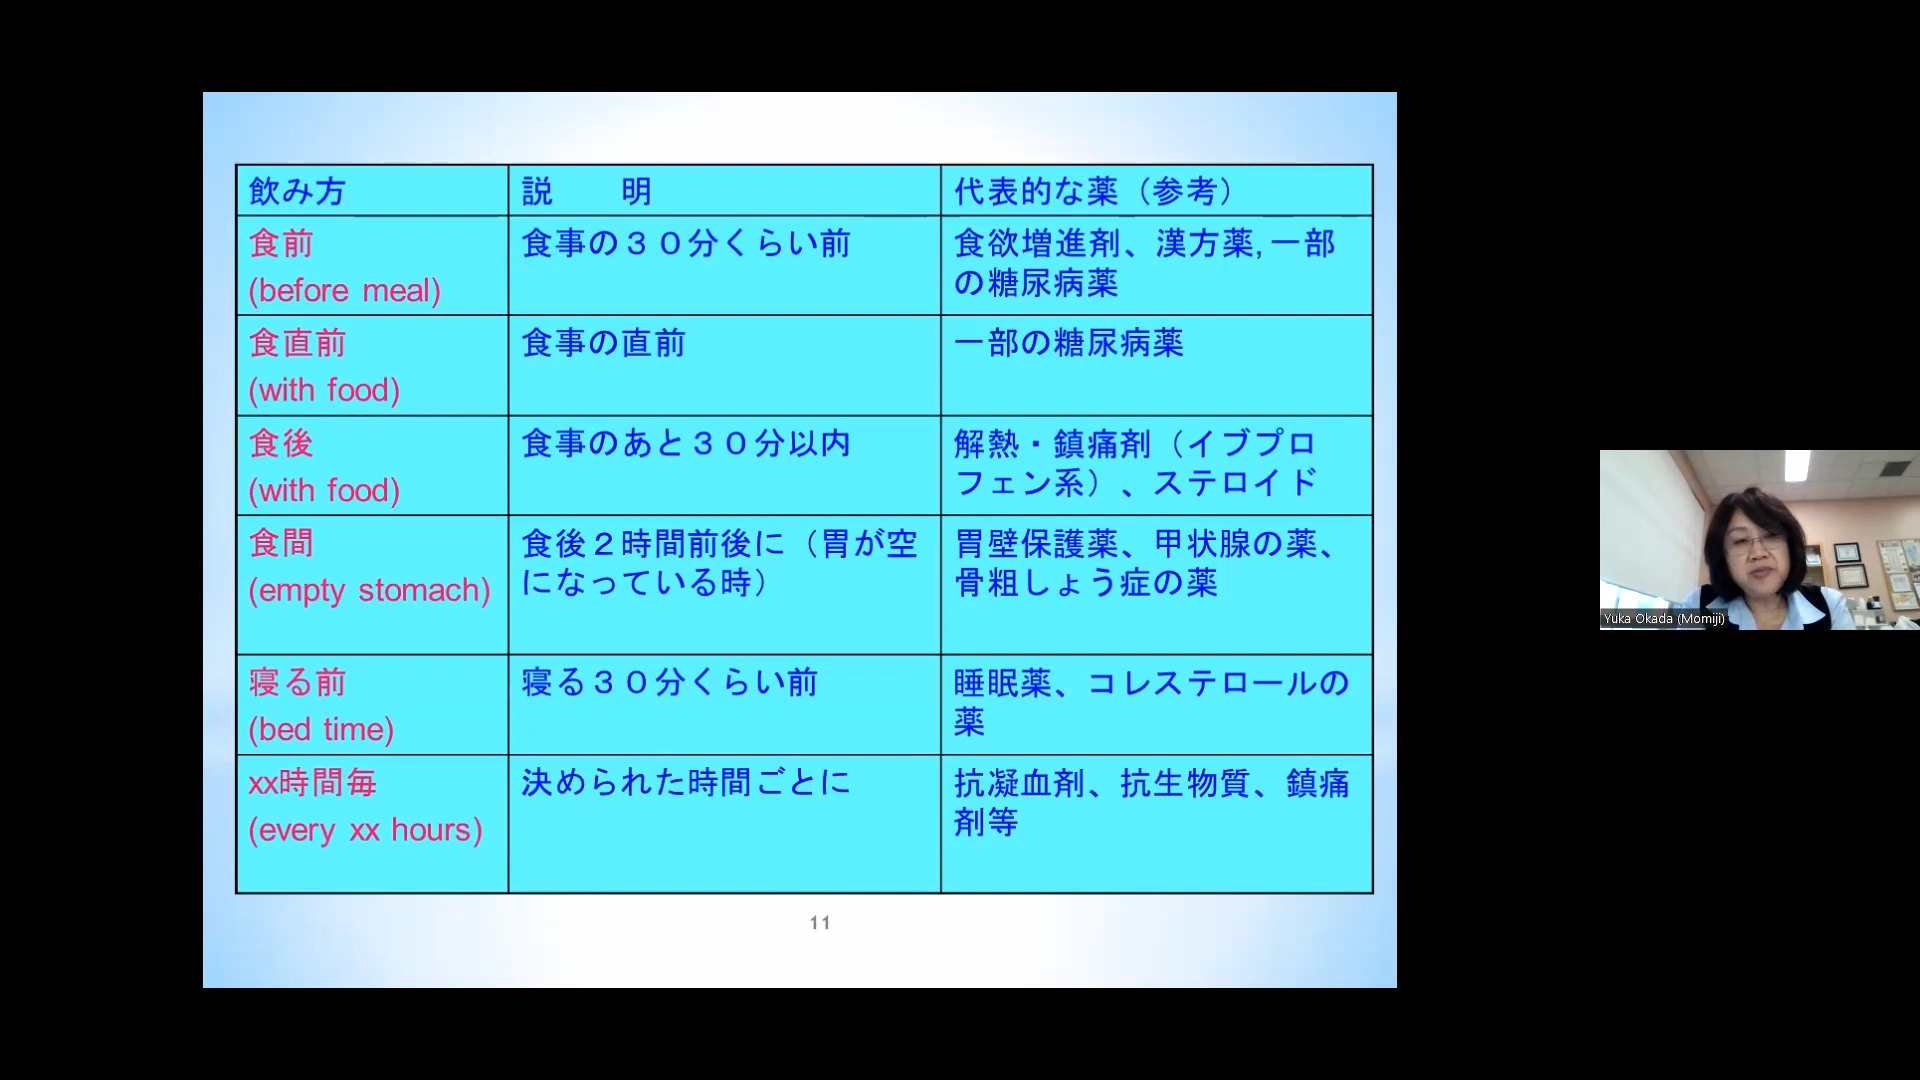 飲み方
説　　明
代表的な薬（参考）
食前
(before meal)
食事の３０分くらい前
食欲増進剤、漢方薬, 一部
の糖尿病薬
食直前
(with food)
食事の直前
一部の糖尿病薬
食後
(with food)
食事のあと３０分以内
解熱・鎮痛剤（イブプロ
フェン系）、ステロイド
食間
(empty stomach)
食後２時間前後に（胃が空
になっている時）
胃壁保護薬、甲状腺の薬、
骨粗しょう症の薬
寝る前
(bed time)
寝る３０分くらい前
睡眠薬、コレステロールの
薬
xx時間毎
(every xx hours)
決められた時間ごとに
抗凝血剤、抗生物質、鎮痛
剤等
11
Yuka Okada (Momiji)